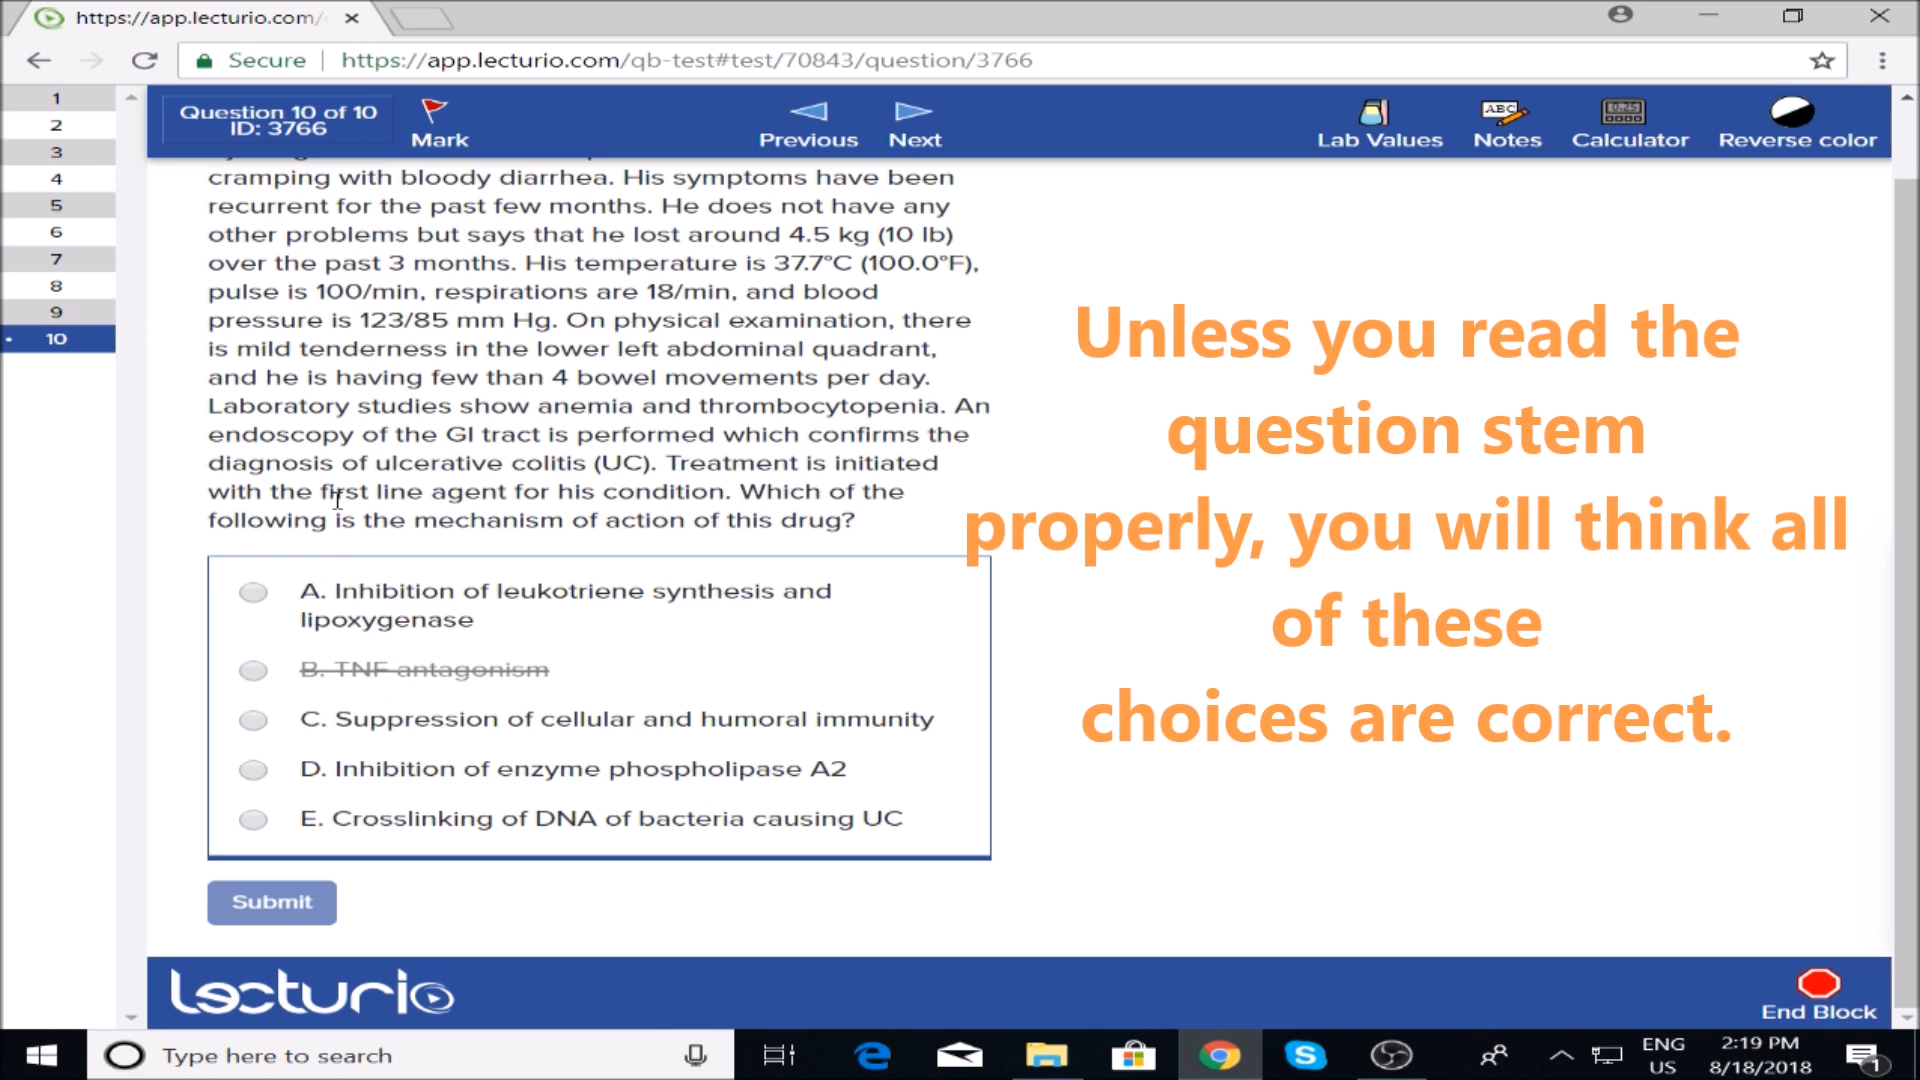 https://app.lecturio.com/
Secure
https://app.lecturio.com/qb-test#test/70843/question/3766
1
2
3
4
5
6
7
8
9
10
Question 10 of 10
ID: 3766
Mark
Previous
Next
Lab Values
ABC
Notes
0.25
Calculator
Reverse color
cramping with bloody diarrhea. His symptoms have been
recurrent for the past few months. He does not have any
other problems but says that he lost around 4.5 kg (10 lb)
over the past 3 months. His temperature is 37.7°C (100.0°F),
pulse is 100/min, respirations are 18/min, and blood
pressure is 123/85 mm Hg. On physical examination, there
is mild tenderness in the lower left abdominal quadrant,
and he is having few than 4 bowel movements per day.
Laboratory studies show anemia and thrombocytopenia. An
endoscopy of the GI tract is performed which confirms the
diagnosis of ulcerative colitis (UC). Treatment is initiated
with the first line agent for his condition. Which of the
following is the mechanism of action of this drug?
A. Inhibition of leukotriene synthesis and
lipoxygenase
B. TNF antagonism
C. Suppression of cellular and humoral immunity
D. Inhibition of enzyme phospholipase A2
E. Crosslinking of DNA of bacteria causing UC
Submit
Unless you read the
question stem
properly, you will think all
of these
choices are correct.
lecturio
End Block
Type here to search
ENG
US
2:19 PM
8/18/2018
1